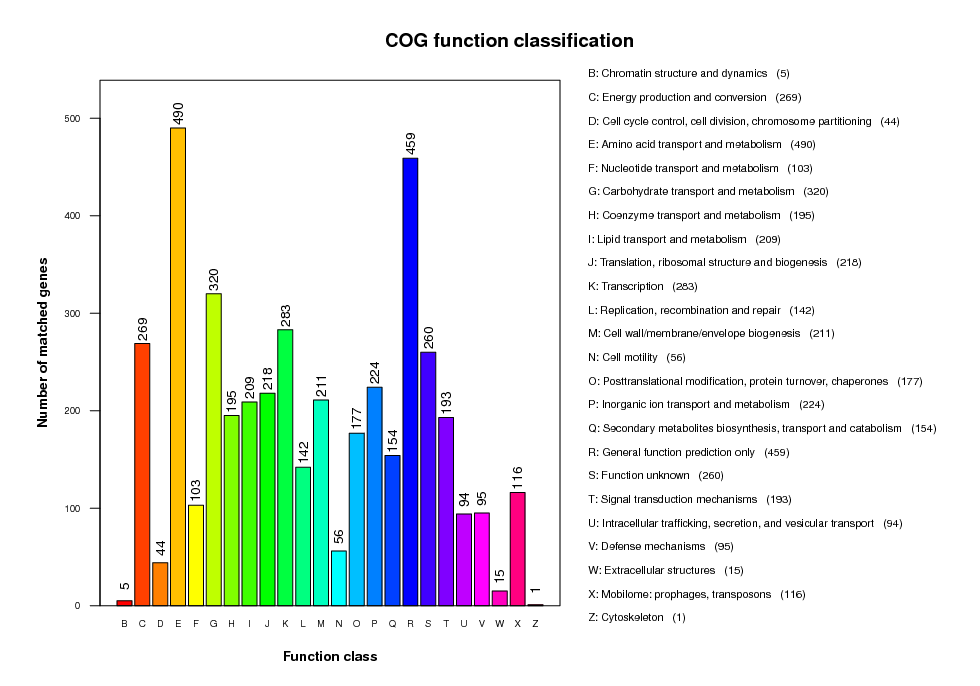 COG function classification
Number of matched genes
500
400
300
200
100
0
5
269
44
490
103
320
195
209
218
283
142
211
56
177
224
154
459
260
193
94
95
15
116
1
B C D E F G H I J K L M N O P Q R S T U V W X Z
Function class
B: Chromatin structure and dynamics (5)
C: Energy production and conversion (269)
D: Cell cycle control, cell division, chromosome partitioning (44)
E: Amino acid transport and metabolism (490)
F: Nucleotide transport and metabolism (103)
G: Carbohydrate transport and metabolism (320)
H: Coenzyme transport and metabolism (195)
I: Lipid transport and metabolism (209)
J: Translation, ribosomal structure and biogenesis (218)
K: Transcription (283)
L: Replication, recombination and repair (142)
M: Cell wall/membrane/envelope biogenesis (211)
N: Cell motility (56)
O: Posttranslational modification, protein turnover, chaperones (177)
P: Inorganic ion transport and metabolism (224)
Q: Secondary metabolites biosynthesis, transport and catabolism (154)
R: General function prediction only (459)
S: Function unknown (260)
T: Signal transduction mechanisms (193)
U: Intracellular trafficking, secretion, and vesicular transport (94)
V: Defense mechanisms (95)
W: Extracellular structures (15)
X: Mobilome: prophages, transposons (116)
Z: Cytoskeleton (1)